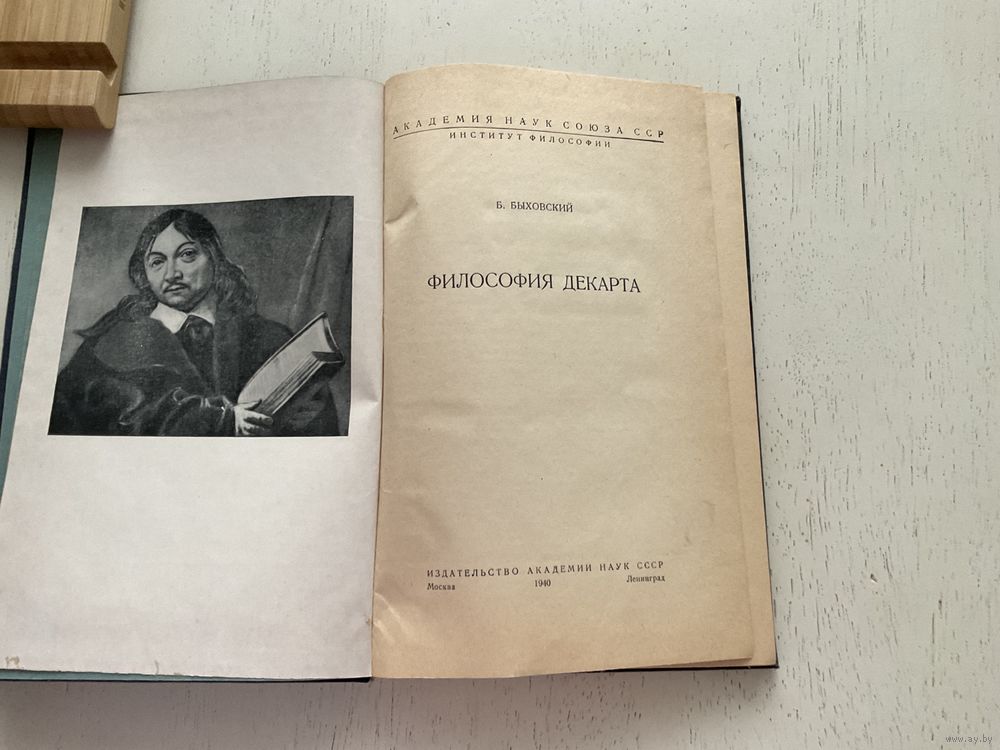 АКАДЕМИЯ НАУК СОЮЗА ССР
ИНСТИТУТ ФИЛОСОФИИ
Б. БЫХОВСКИЙ
ФИЛОСОФИЯ ДЕКАРТА
ИЗДАТЕЛЬСТВО АКАДЕМИИ НАУК СССР
Москва 1940 Ленинград
www.ay.by